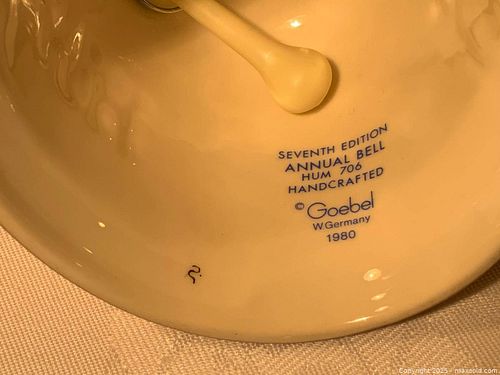 SEVENTH EDITION
ANNUAL BELL
HUM 706
HANDCRAFTED
© Goebel
W.Germany
1980
Copyright 2025 - maxsold.com